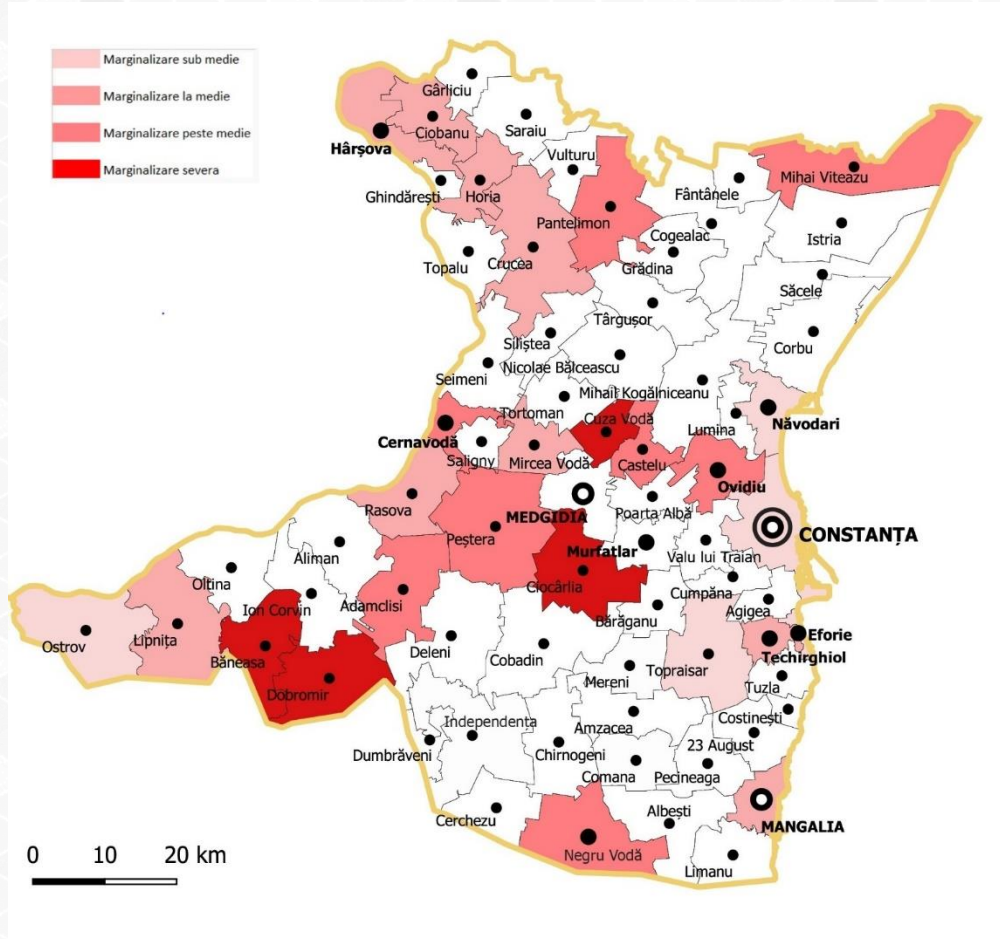 Marginalizare sub medie
Marginalizare la medie
Marginalizare peste medie
Marginalizare severa
Gârliciu
Ciobanu
Saraiu
Hârșova
Vulturu
Mihai Viteazu
Ghindărești
Horia
Fântânele
Pantelimon
Cogealac
Istria
Topalu
Crucea
Grădina
Săcele
Târgușor
Siliștea
Corbu
Nicolae Bălceascu
Seimeni
Mihail Kogălniceanu
Tortoman
Cuza Vodă
Lumina
Năvodari
Cernavodă
Saligny
Mircea Vodă
Castelu
Ovidiu
Rasova
Poarta Albă
MEDGIDIA
CONSTANȚA
Peștera
Murfatlar
Valu lui Traian
Aliman
Oltina
Ciocârlia
Cumpăna
Ion Corvin
Adamclisi
Agigea
Bărăganu
Eforie
Ostrov
Lipnița
Deleni
Techirghiol
Băneasa
Cobadin
Topraisar
Mereni
Tuzla
Dobromir
Costinești
Independența
Amzacea
Dumbrăveni
Chirnogeni
23 August
Comana
Pecineaga
Cerchezu
Albești
MANGALIA
Negru Vodă
Limanu
0 10 20 km